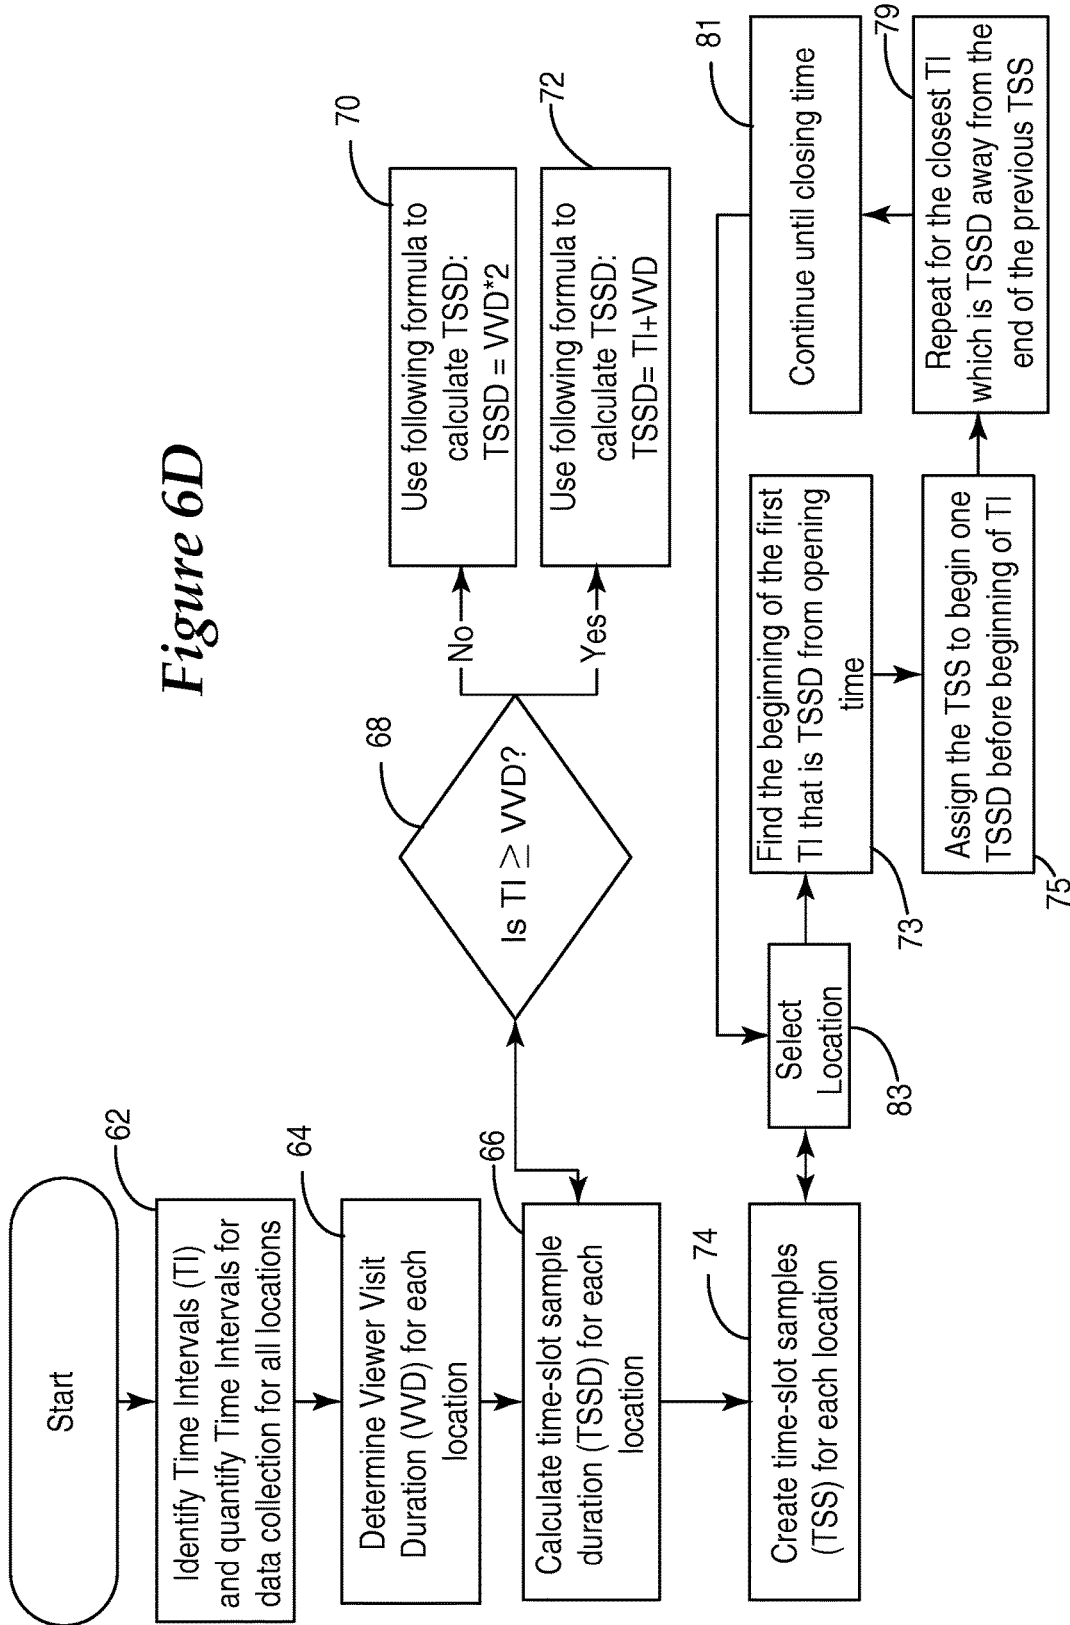 Figure 6D
Start
62
Identify Time Intervals (TI)
and quantify Time Intervals for
data collection for all locations
64
Determine Viewer Visit
Duration (VVD) for each
location
66
Calculate time-slot sample
duration (TSSD) for each
location
68
Is TI ≥ VVD?
No
Yes
70
Use following formula to
calculate TSSD:
TSSD = VVD*2
72
Use following formula to
calculate TSSD:
TSSD= TI+VVD
74
Create time-slot samples
(TSS) for each location
Select
Location
83
Find the beginning of the first
TI that is TSSD from opening
time
73
Assign the TSS to begin one
TSSD before beginning of TI
75
Repeat for the closest TI
which is TSSD away from the
end of the previous TSS
79
Continue until closing time
81